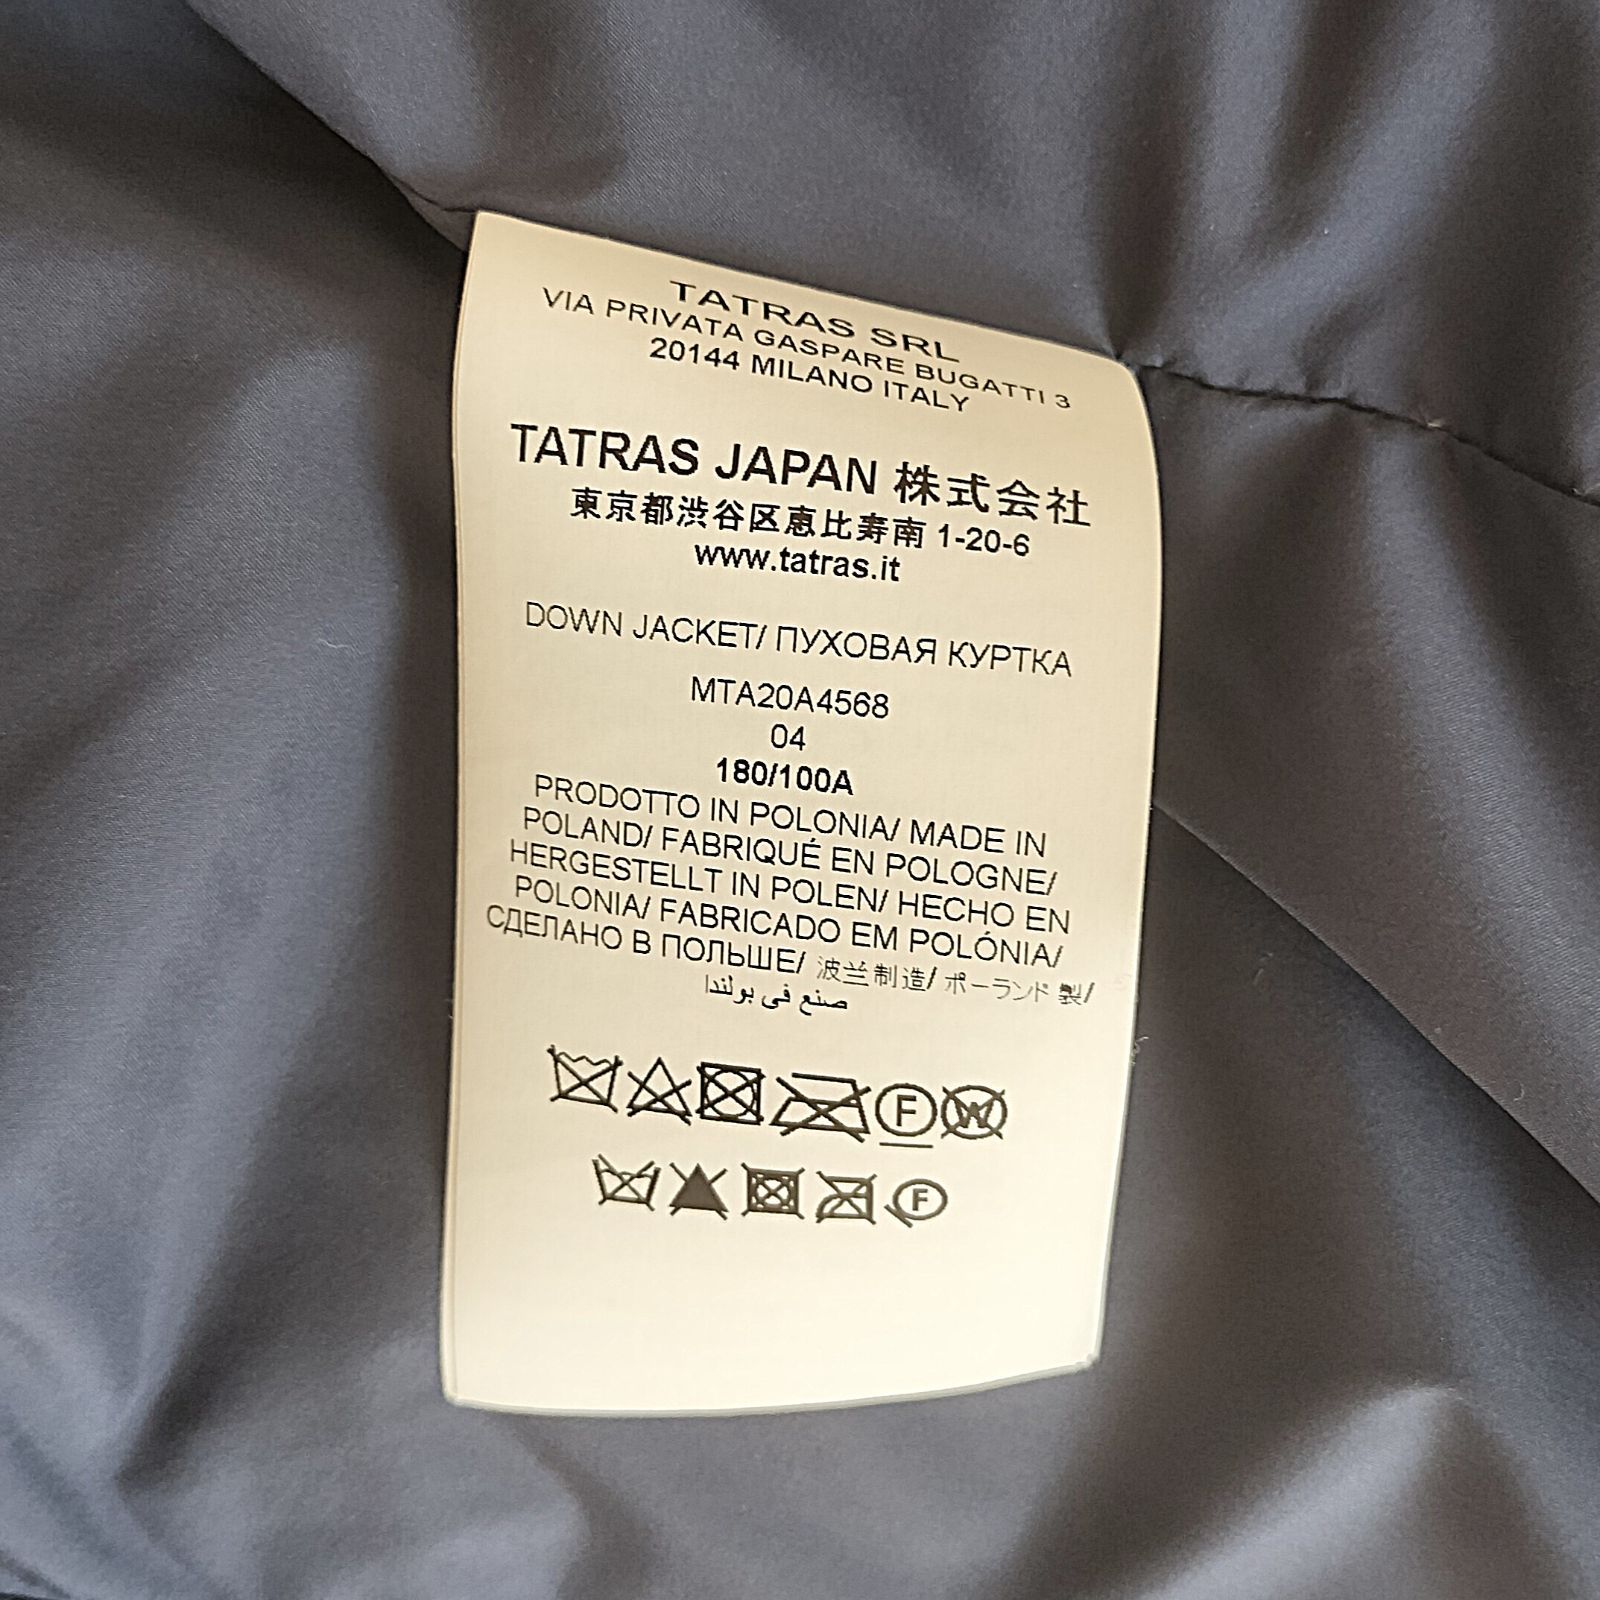 TATRAS SRL
VIA PRIVATA GASPARE BUGATTI 3
20144 MILANO ITALY
TATRAS JAPAN 株式会社
東京都渋谷区恵比寿南 1-20-6
www.tatras.it
DOWN JACKET/ ПУХОВАЯ КУРТКА
MTA20A4568
04
180/100A
PRODOTTO IN POLONIA/ MADE IN
POLAND/ FABRIQUÉ EN POLOGNE/
HERGESTELLT IN POLEN/ HECHO EN
POLONIA/ FABRICADO EM POLÓNIA/
СДЕЛАНО В ПОЛЬШЕ/ 波兰制造/ ポーランド 製/
صنع في بولندا
F W
F